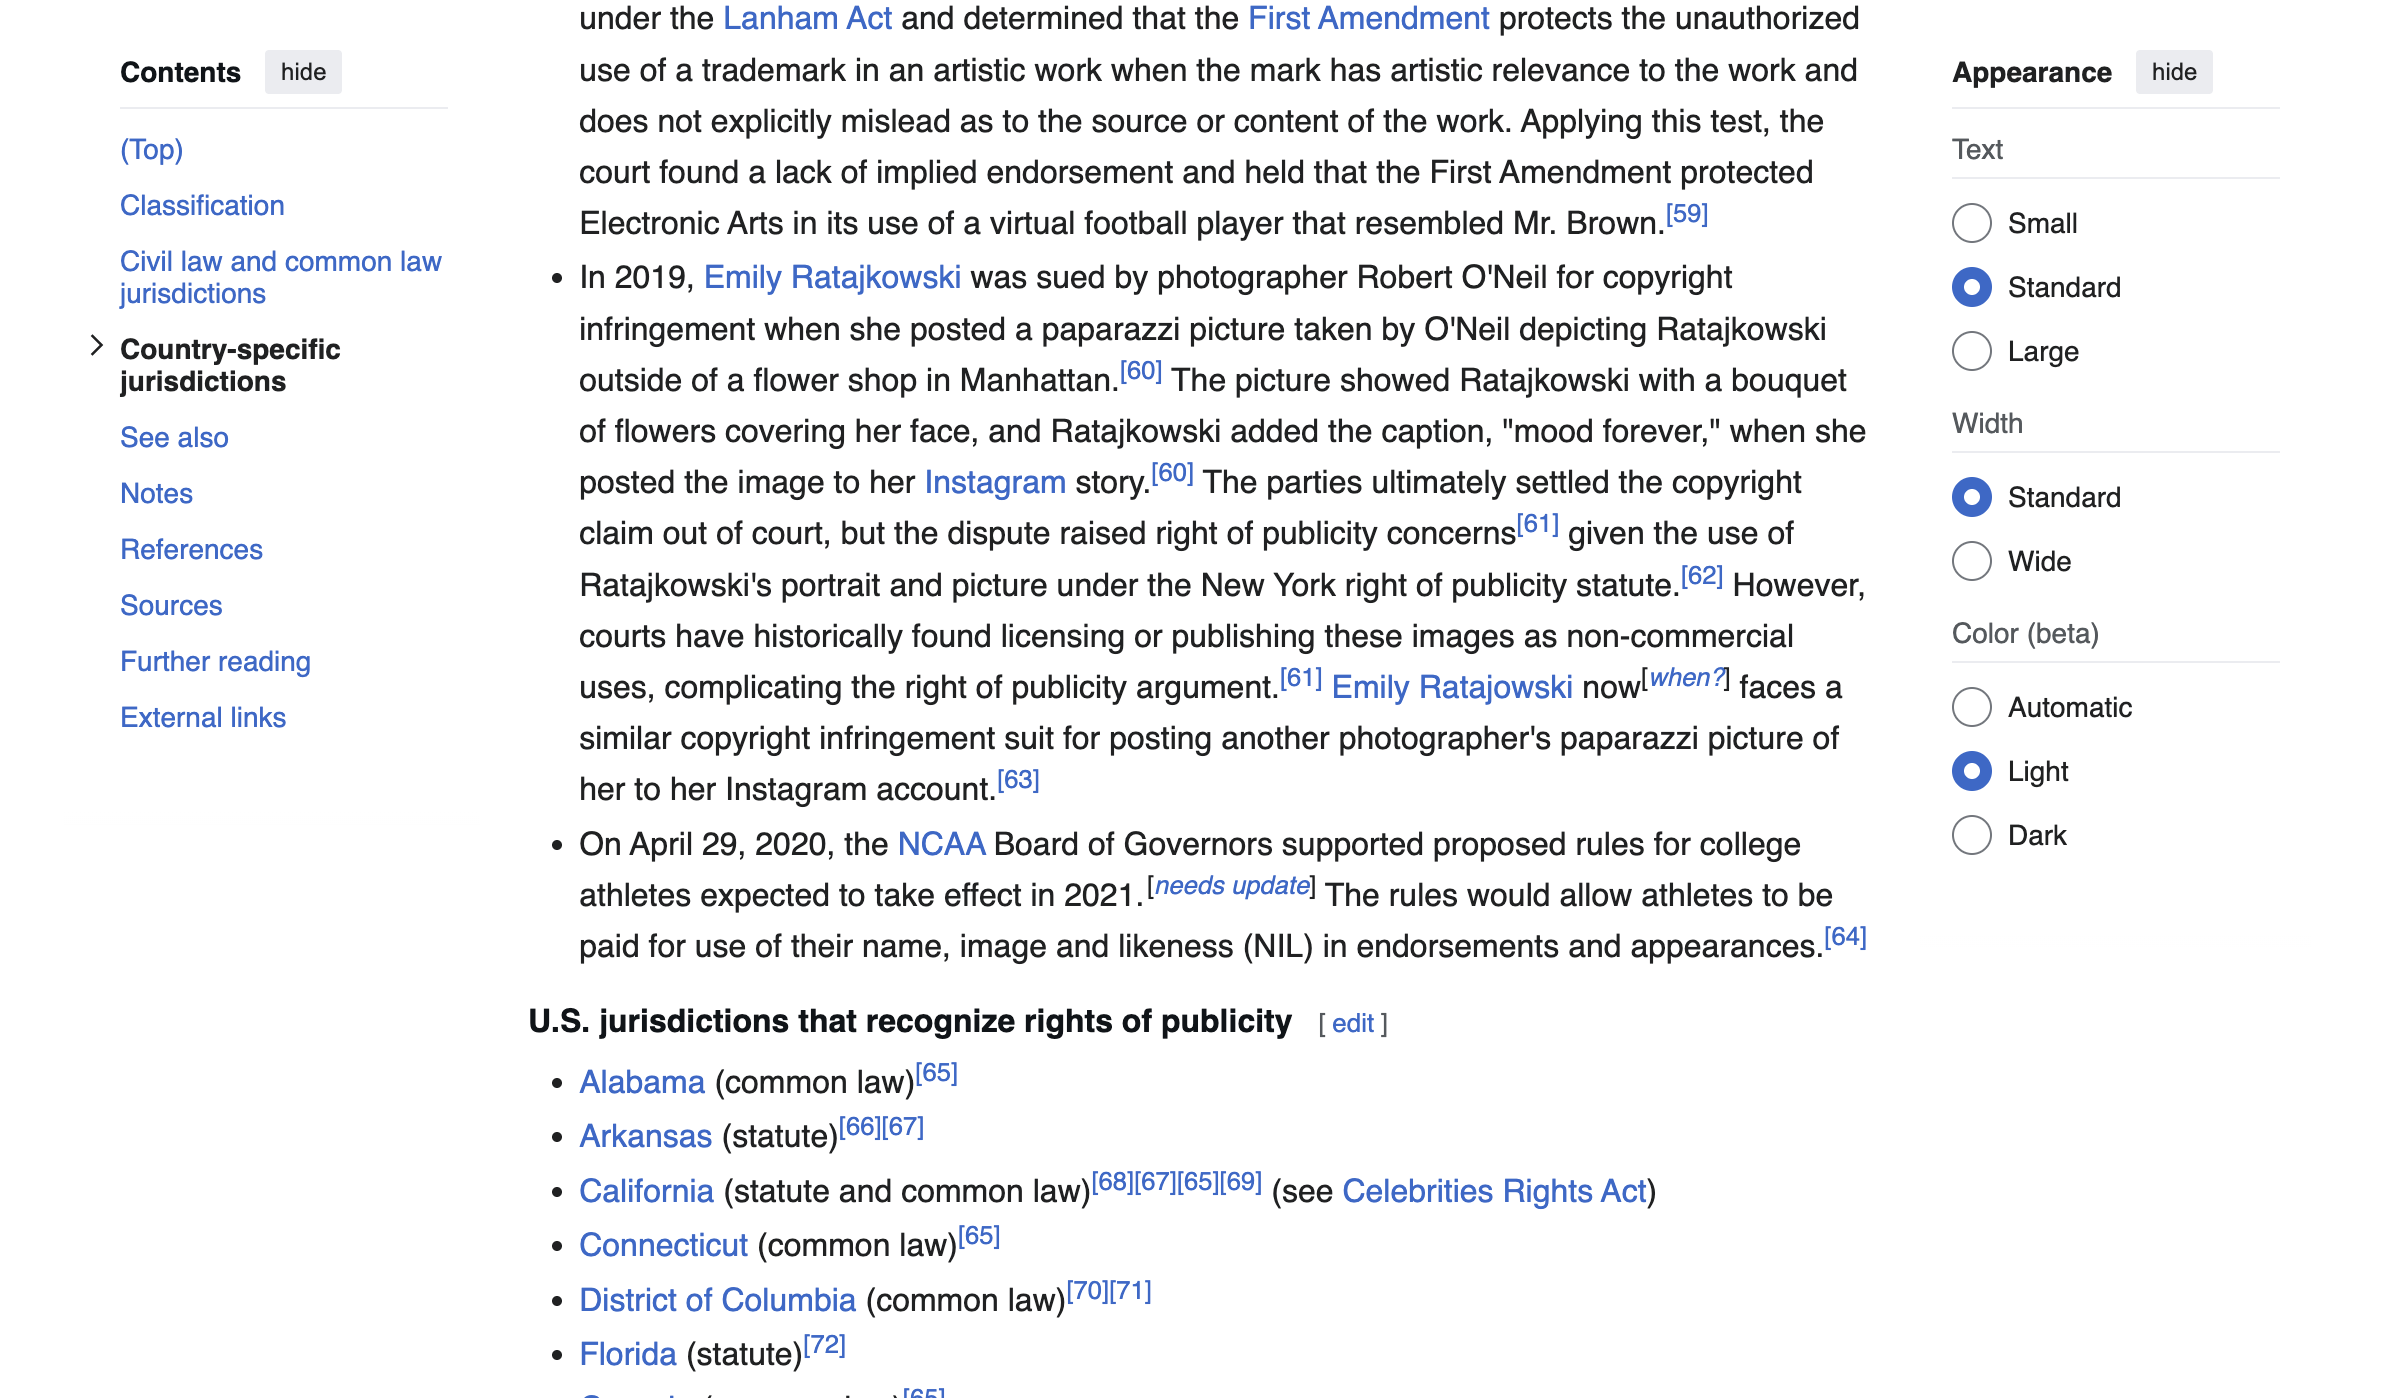 Contents hide
(Top)
Classification
Civil law and common law
jurisdictions
Country-specific
jurisdictions
See also
Notes
References
Sources
Further reading
External links
under the Lanham Act and determined that the First Amendment protects the unauthorized
use of a trademark in an artistic work when the mark has artistic relevance to the work and
does not explicitly mislead as to the source or content of the work. Applying this test, the
court found a lack of implied endorsement and held that the First Amendment protected
Electronic Arts in its use of a virtual football player that resembled Mr. Brown.[59]
• In 2019, Emily Ratajkowski was sued by photographer Robert O'Neil for copyright
infringement when she posted a paparazzi picture taken by O'Neil depicting Ratajkowski
outside of a flower shop in Manhattan.[60] The picture showed Ratajkowski with a bouquet
of flowers covering her face, and Ratajkowski added the caption, "mood forever," when she
posted the image to her Instagram story.[60] The parties ultimately settled the copyright
claim out of court, but the dispute raised right of publicity concerns[61] given the use of
Ratajkowski's portrait and picture under the New York right of publicity statute.[62] However,
courts have historically found licensing or publishing these images as non-commercial
uses, complicating the right of publicity argument.[61] Emily Ratajowski now[when?] faces a
similar copyright infringement suit for posting another photographer's paparazzi picture of
her to her Instagram account.[63]
• On April 29, 2020, the NCAA Board of Governors supported proposed rules for college
athletes expected to take effect in 2021.[needs update] The rules would allow athletes to be
paid for use of their name, image and likeness (NIL) in endorsements and appearances.[64]
U.S. jurisdictions that recognize rights of publicity [ edit ]
• Alabama (common law)[65]
• Arkansas (statute)[66][67]
• California (statute and common law)[68][67][65][69] (see Celebrities Rights Act)
• Connecticut (common law)[65]
• District of Columbia (common law)[70][71]
• Florida (statute)[72]
[65]
Appearance hide
Text
Small
Standard
Large
Width
Standard
Wide
Color (beta)
Automatic
Light
Dark